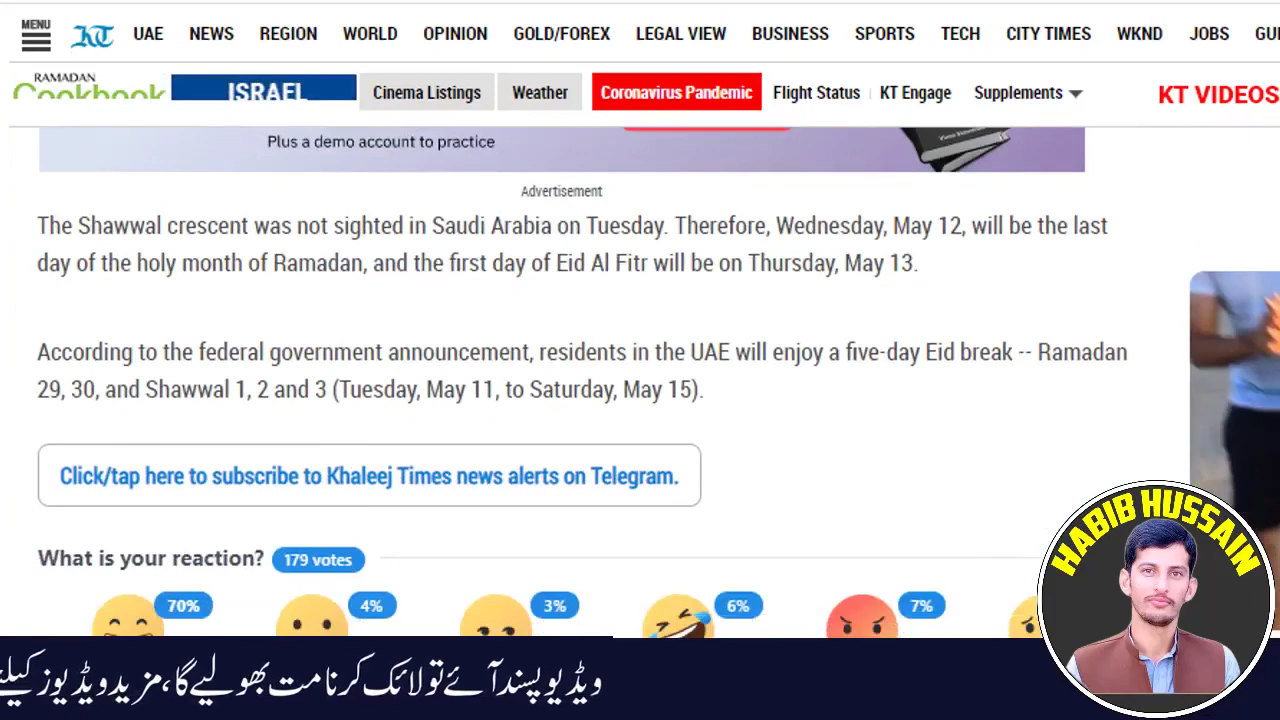 MENU
KT UAE NEWS REGION WORLD OPINION GOLD/FOREX LEGAL VIEW BUSINESS SPORTS TECH CITY TIMES WKND JOBS
RAMADAN
Cookbook ISRAEL Cinema Listings Weather Coronavirus Pandemic Flight Status KT Engage Supplements KT VIDEOS
Plus a demo account to practice
Advertisement
The Shawwal crescent was not sighted in Saudi Arabia on Tuesday. Therefore, Wednesday, May 12, will be the last
day of the holy month of Ramadan, and the first day of Eid Al Fitr will be on Thursday, May 13.
According to the federal government announcement, residents in the UAE will enjoy a five-day Eid break -- Ramadan
29, 30, and Shawwal 1, 2 and 3 (Tuesday, May 11, to Saturday, May 15).
Click/tap here to subscribe to Khaleej Times news alerts on Telegram.
What is your reaction? 179 votes
70% 4% 3% 6% 7%
HABIB HUSSAIN
ویڈیو پسند آئے تو لائک کرنا مت بھولیے گا، مزید ویڈیوز کیلئے